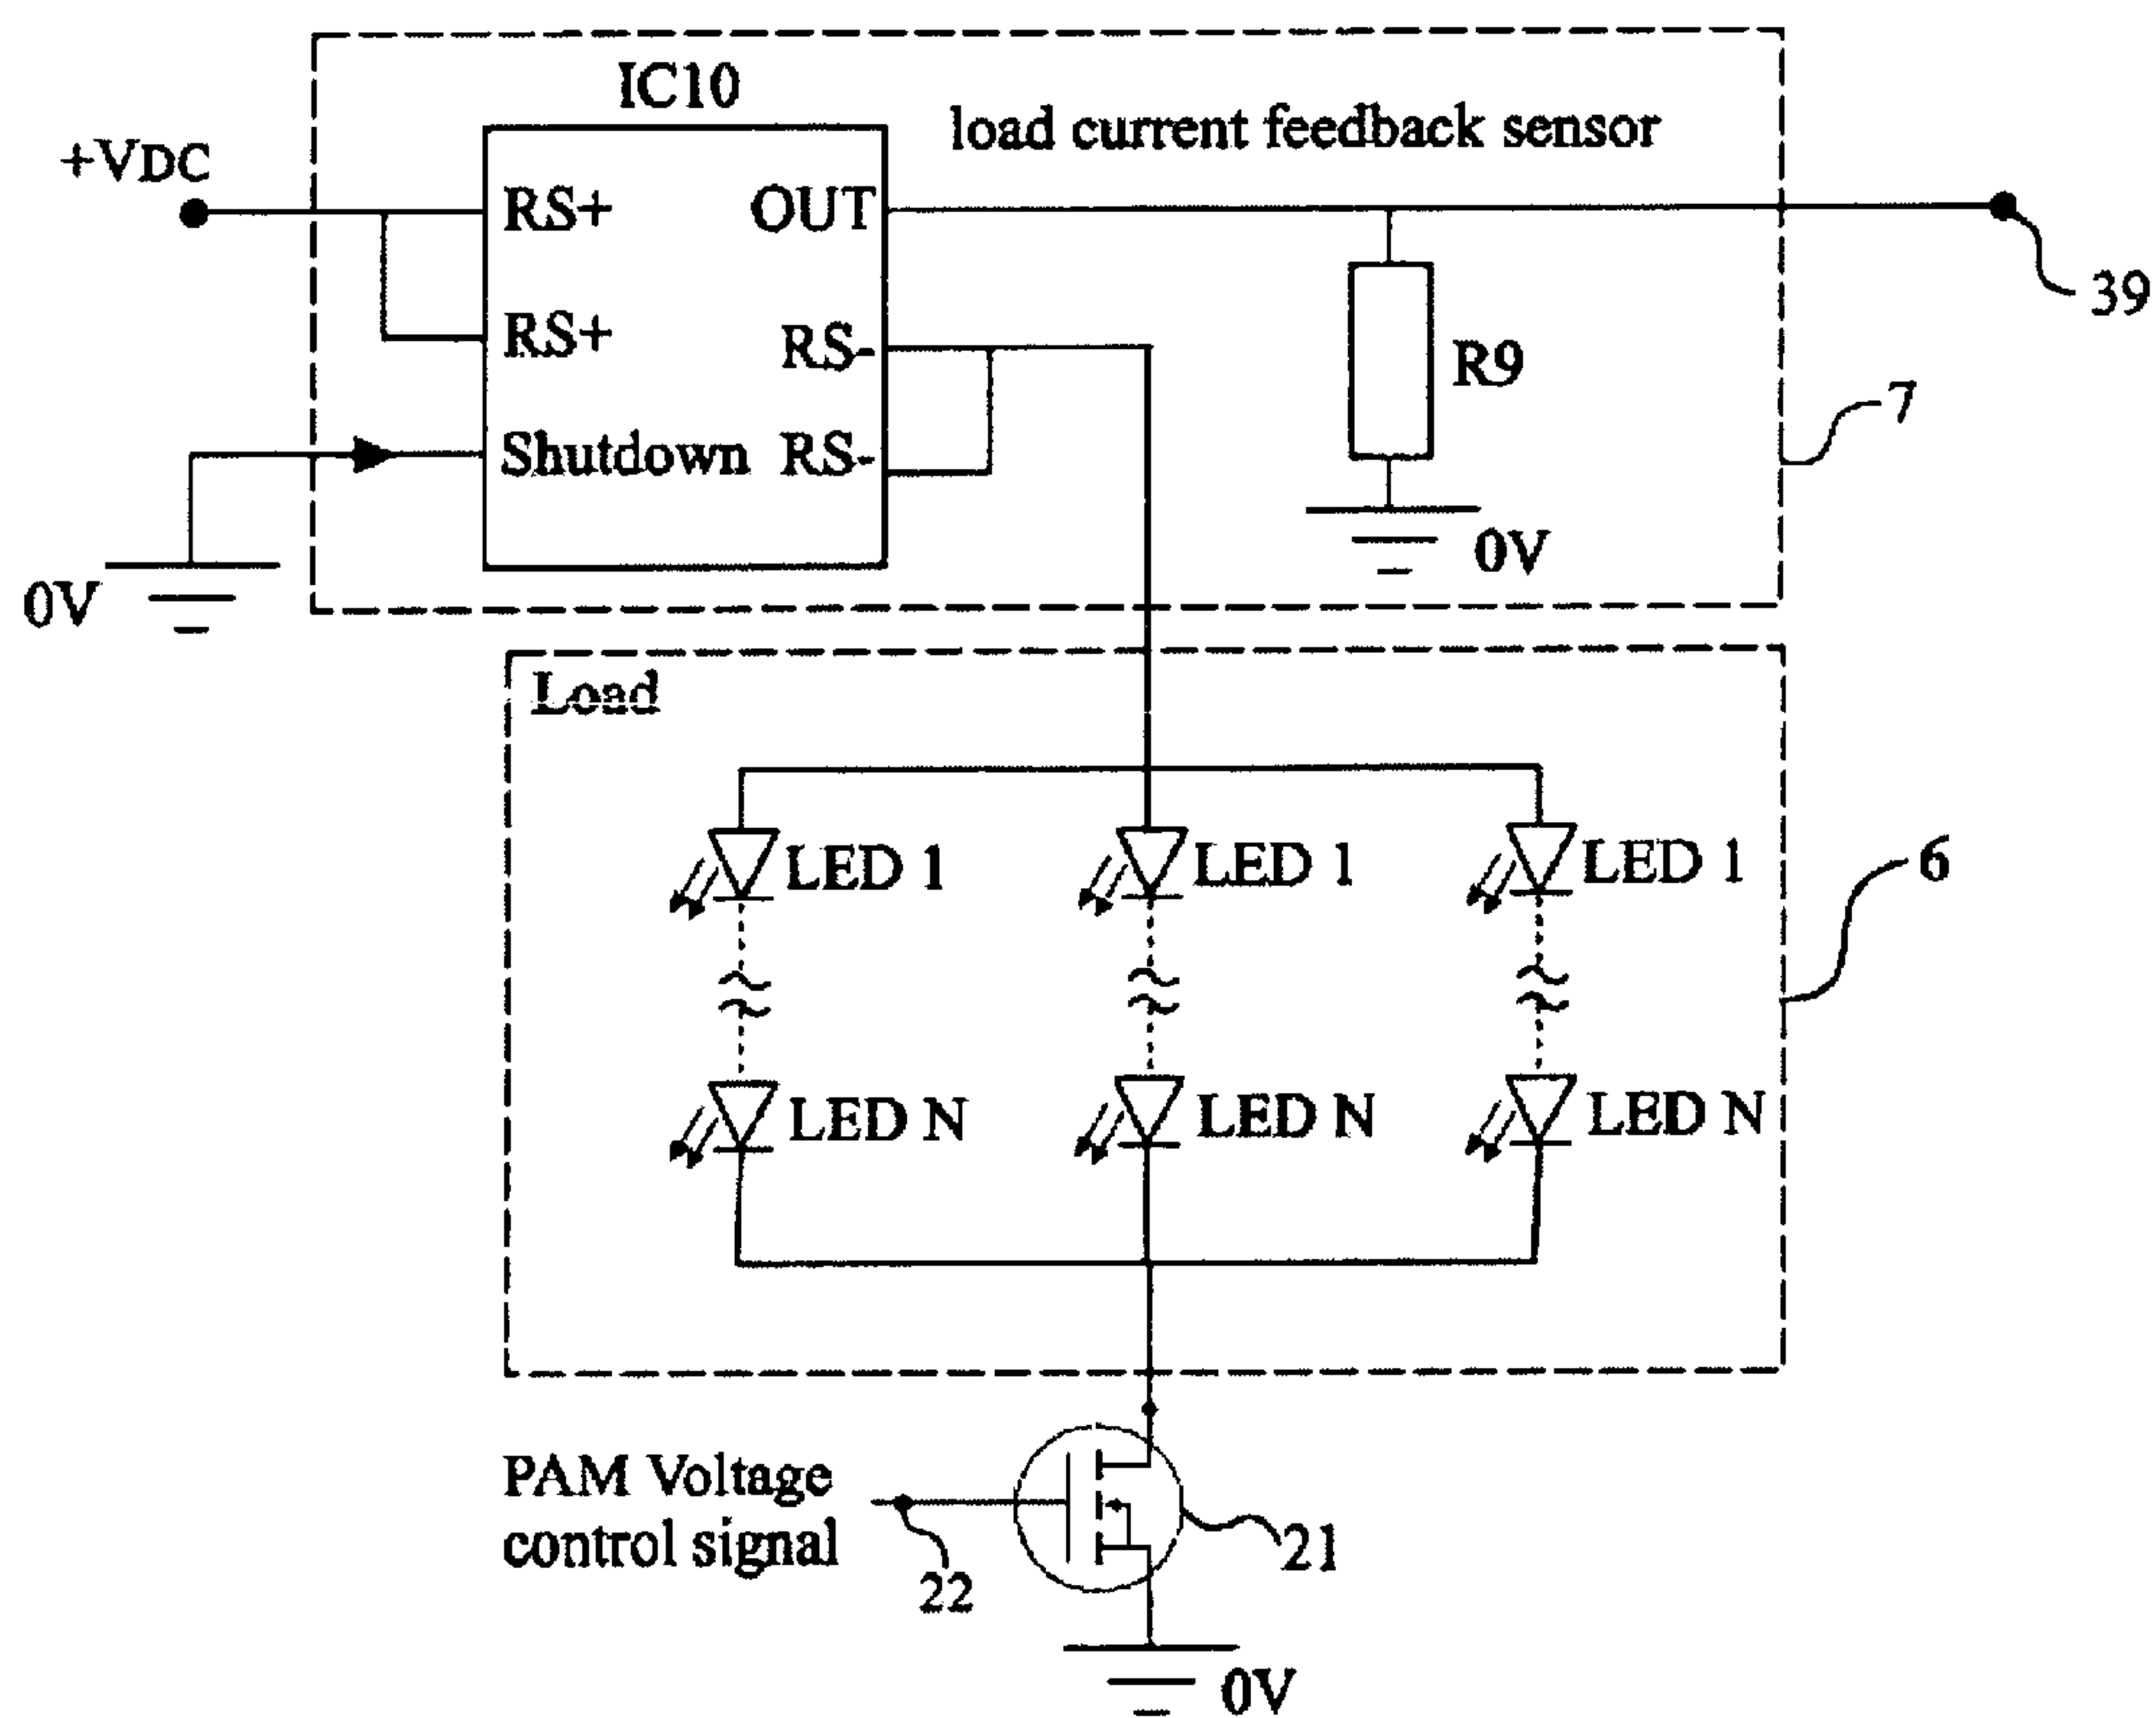 IC10
load current feedback sensor
+VDC
RS+
OUT
39
RS+
RS-
R9
7
Shutdown
RS-
0V
0V
Load
LED 1
LED 1
LED 1
6
LED N
LED N
LED N
PAM Voltage
control signal
22
21
0V